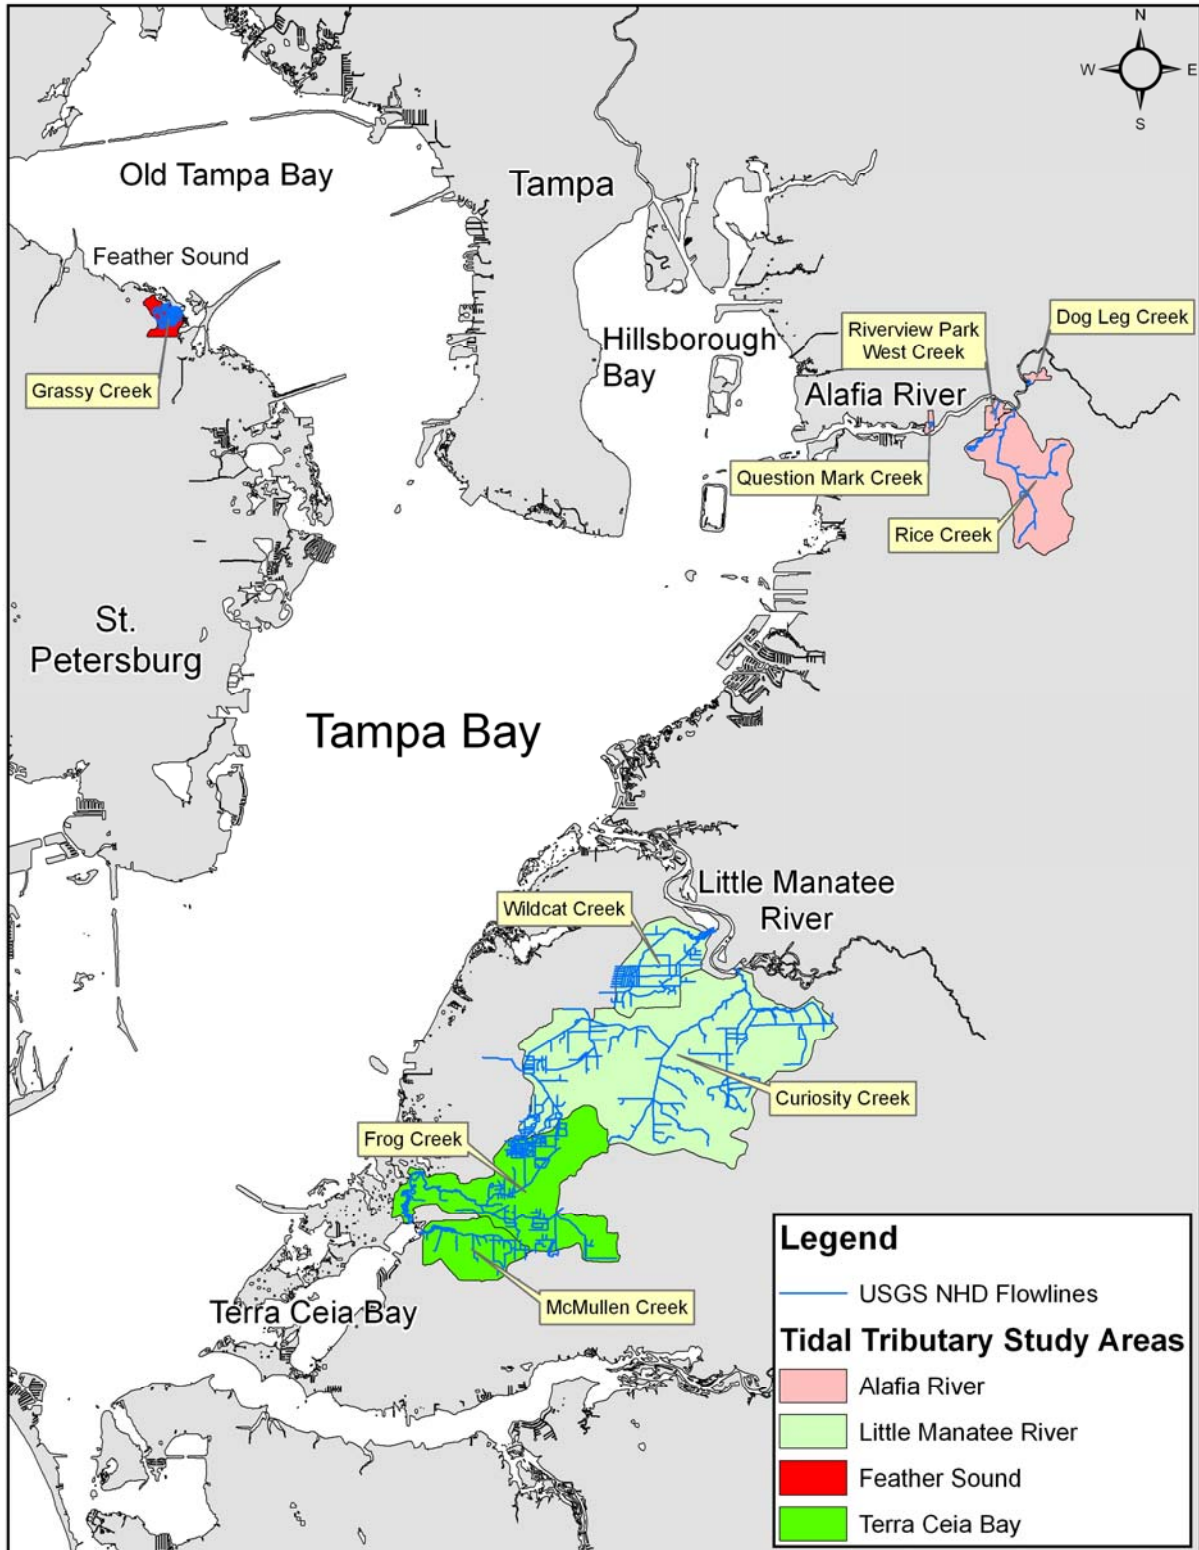 N
W
E
S
Old Tampa Bay
Tampa
Feather Sound
Grassy Creek
Hillsborough
Bay
Riverview Park
West Creek
Dog Leg Creek
Alafia River
Question Mark Creek
Rice Creek
St.
Petersburg
Tampa Bay
Little Manatee
River
Wildcat Creek
Curiosity Creek
Frog Creek
McMullen Creek
Terra Ceia Bay
Legend
USGS NHD Flowlines
Tidal Tributary Study Areas
Alafia River
Little Manatee River
Feather Sound
Terra Ceia Bay